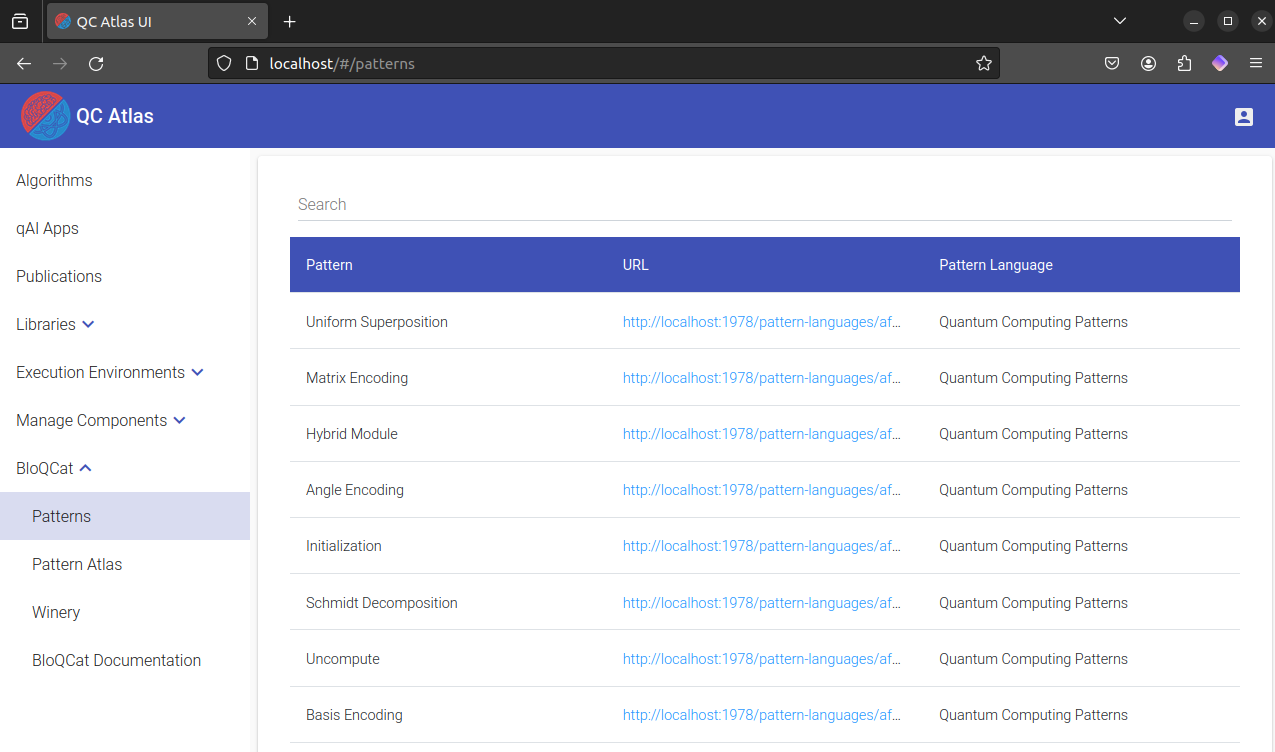 QC Atlas UI
localhost/#/patterns
QC Atlas
Algorithms
qAI Apps
Publications
Libraries
Execution Environments
Manage Components
BloQCat
Patterns
Pattern Atlas
Winery
BloQCat Documentation
Search
Pattern URL Pattern Language
Uniform Superposition http://localhost:1978/pattern-languages/af... Quantum Computing Patterns
Matrix Encoding http://localhost:1978/pattern-languages/af... Quantum Computing Patterns
Hybrid Module http://localhost:1978/pattern-languages/af... Quantum Computing Patterns
Angle Encoding http://localhost:1978/pattern-languages/af... Quantum Computing Patterns
Initialization http://localhost:1978/pattern-languages/af... Quantum Computing Patterns
Schmidt Decomposition http://localhost:1978/pattern-languages/af... Quantum Computing Patterns
Uncompute http://localhost:1978/pattern-languages/af... Quantum Computing Patterns
Basis Encoding http://localhost:1978/pattern-languages/af... Quantum Computing Patterns